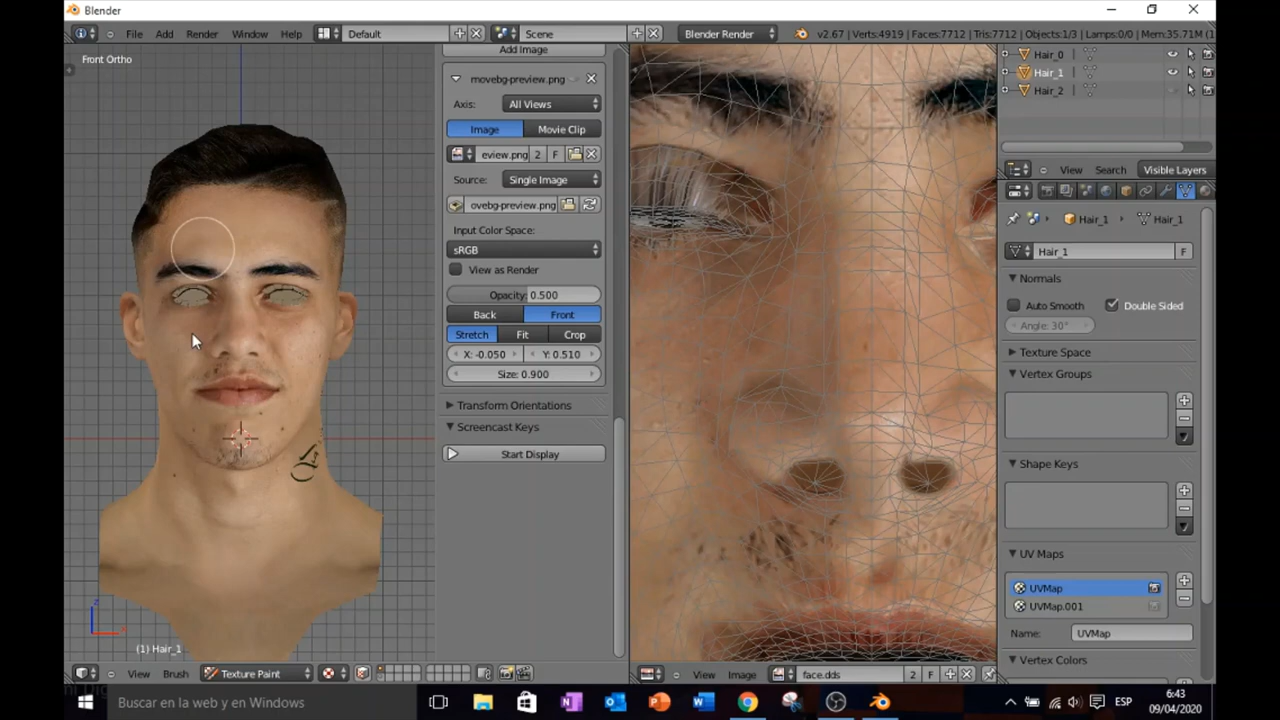 Blender
File Add Render Window Help Default Scene Blender Render v2.67 | Verts:4919 | Faces:7712 | Tris:7712 | Objects:1/3 | Lamps:0/0 | Mem:35.71M
Front Ortho
Add Image
movebg-preview.png
Axis: All Views
Image Movie Clip
eview.png 2 F
Source: Single Image
ovebg-preview.png
Input Color Space:
sRGB
View as Render
Opacity: 0.500
Back Front
Stretch Fit Crop
X: -0.050 Y: 0.510
Size: 0.900
Transform Orientations
Screencast Keys
Start Display
Hair_0
Hair_1
Hair_2
View Search Visible Layers
Hair_1 Hair_1
Hair_1 F
Normals
Auto Smooth Double Sided
Angle: 30°
Texture Space
Vertex Groups
Shape Keys
UV Maps
UVMap
UVMap.001
Name: UVMap
Vertex Colors
(1) Hair_1
View Brush Texture Paint
View Image face.dds 2 F
Buscar en la web y en Windows
ESP
6:43
09/04/2020